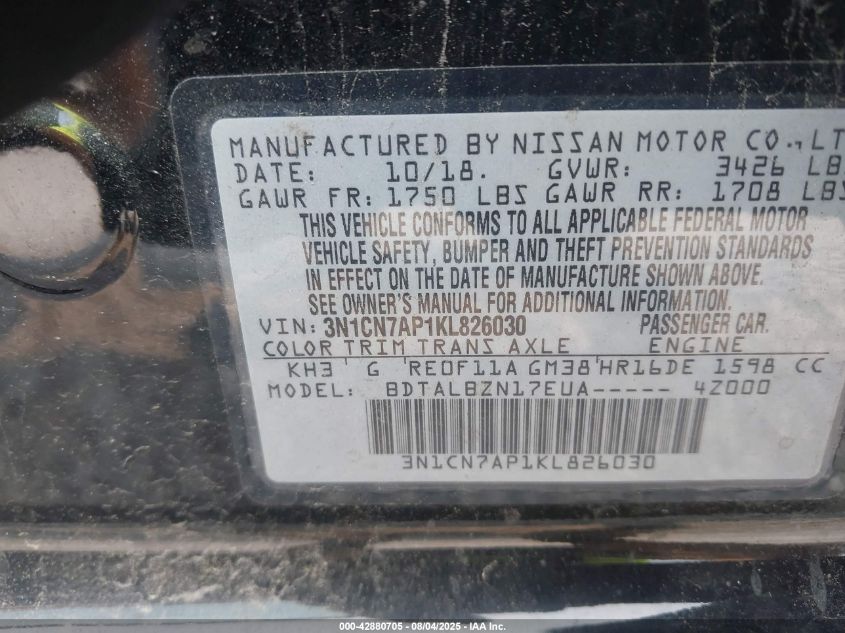 MANUFACTURED BY NISSAN MOTOR CO., LT
DATE: 10/18. GVWR: 3426 LB
GAWR FR: 1750 LBS GAWR RR: 1708 LBS
THIS VEHICLE CONFORMS TO ALL APPLICABLE FEDERAL MOTOR
VEHICLE SAFETY, BUMPER AND THEFT PREVENTION STANDARDS
IN EFFECT ON THE DATE OF MANUFACTURE SHOWN ABOVE.
SEE OWNER'S MANUAL FOR ADDITIONAL INFORMATION.
VIN: 3N1CN7AP1KL826030 PASSENGER CAR.
COLOR TRIM TRANS AXLE ENGINE
KH3 G RE0F11A GM38 HR16DE 1598 CC
MODEL: BDTALBZN17EUA----- 4Z000
3N1CN7AP1KL826030
000-42880705 - 08/04/2025 - IAA Inc.